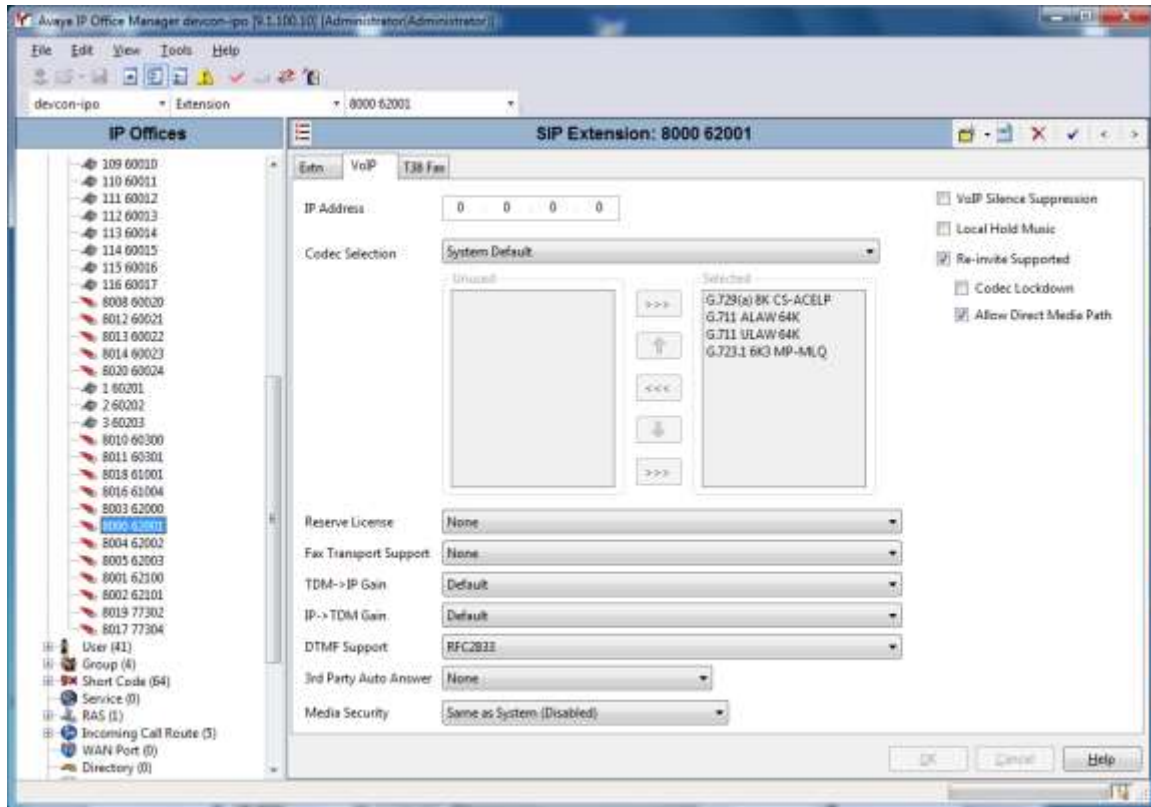 Avaya IP Office Manager devcon-ipo [9.1.100.10] [Administrator(Administrator)]
File Edit View Tools Help
devcon-ipo Extension 8000 62001
IP Offices
109 60010
110 60011
111 60012
112 60013
113 60014
114 60015
115 60016
116 60017
8008 60020
8012 60021
8013 60022
8014 60023
8020 60024
1 60201
2 60202
3 60203
8010 60300
8011 60301
8018 61001
8016 61004
8003 62000
8000 62001
8004 62002
8005 62003
8001 62100
8002 62101
8019 77302
8017 77304
User (41)
Group (4)
Short Code (64)
Service (0)
RAS (1)
Incoming Call Route (5)
WAN Port (0)
Directory (0)
SIP Extension: 8000 62001
Extn VoIP T38 Fax
IP Address 0 . 0 . 0 . 0
Codec Selection System Default
Unused
Selected
>>>
<<<
>>>
G.729(a) 8K CS-ACELP
G.711 ALAW 64K
G.711 ULAW 64K
G.723.1 6K3 MP-MLQ
Reserve License None
Fax Transport Support None
TDM->IP Gain Default
IP->TDM Gain Default
DTMF Support RFC2833
3rd Party Auto Answer None
Media Security Same as System (Disabled)
VoIP Silence Suppression
Local Hold Music
Re-invite Supported
Codec Lockdown
Allow Direct Media Path
OK Cancel Help